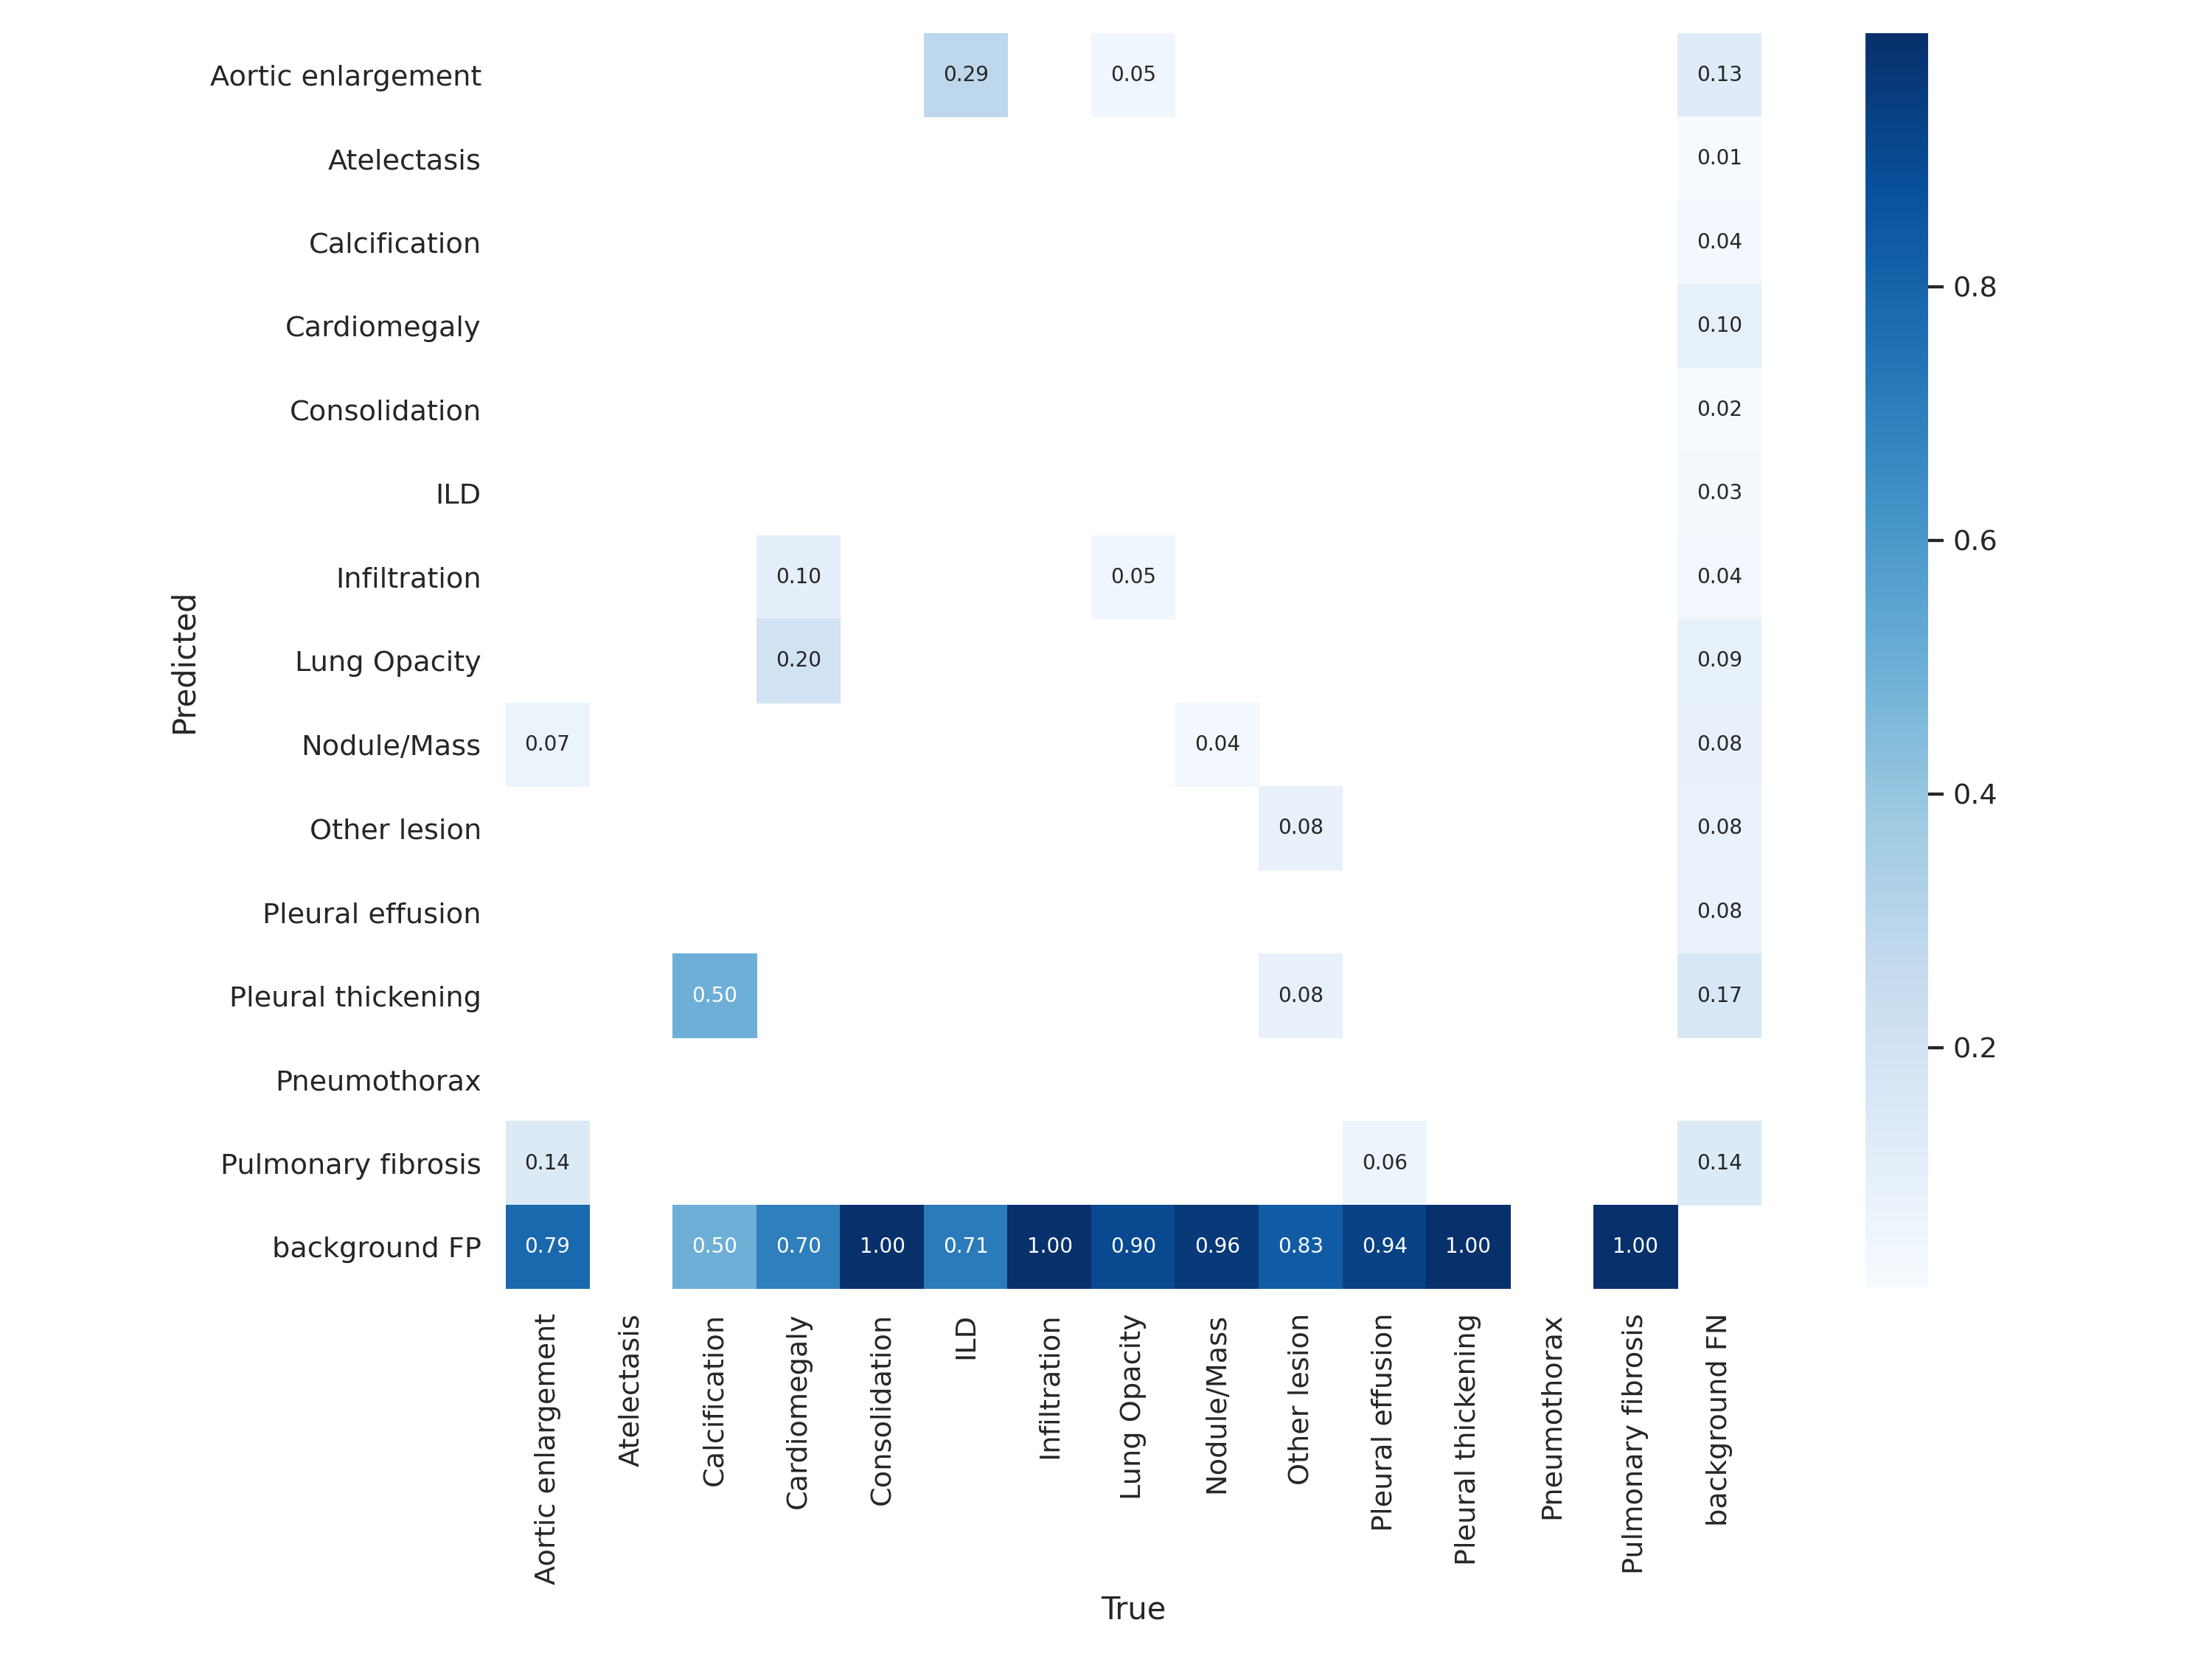 Aortic enlargement 0.29 0.05 0.13
Atelectasis 0.01
Calcification 0.04
0.8
Cardiomegaly 0.10
Consolidation 0.02
ILD 0.03
0.6
Infiltration 0.10 0.05 0.04
Predicted
Lung Opacity 0.20 0.09
Nodule/Mass 0.07 0.04 0.08
0.4
Other lesion 0.08 0.08
Pleural effusion 0.08
Pleural thickening 0.50 0.08 0.17
0.2
Pneumothorax
Pulmonary fibrosis 0.14 0.06 0.14
background FP 0.79 0.50 0.70 1.00 0.71 1.00 0.90 0.96 0.83 0.94 1.00 1.00
Aortic enlargement
Atelectasis
Calcification
Cardiomegaly
Consolidation
ILD
Infiltration
Lung Opacity
Nodule/Mass
Other lesion
Pleural effusion
Pleural thickening
Pneumothorax
Pulmonary fibrosis
background FN
True